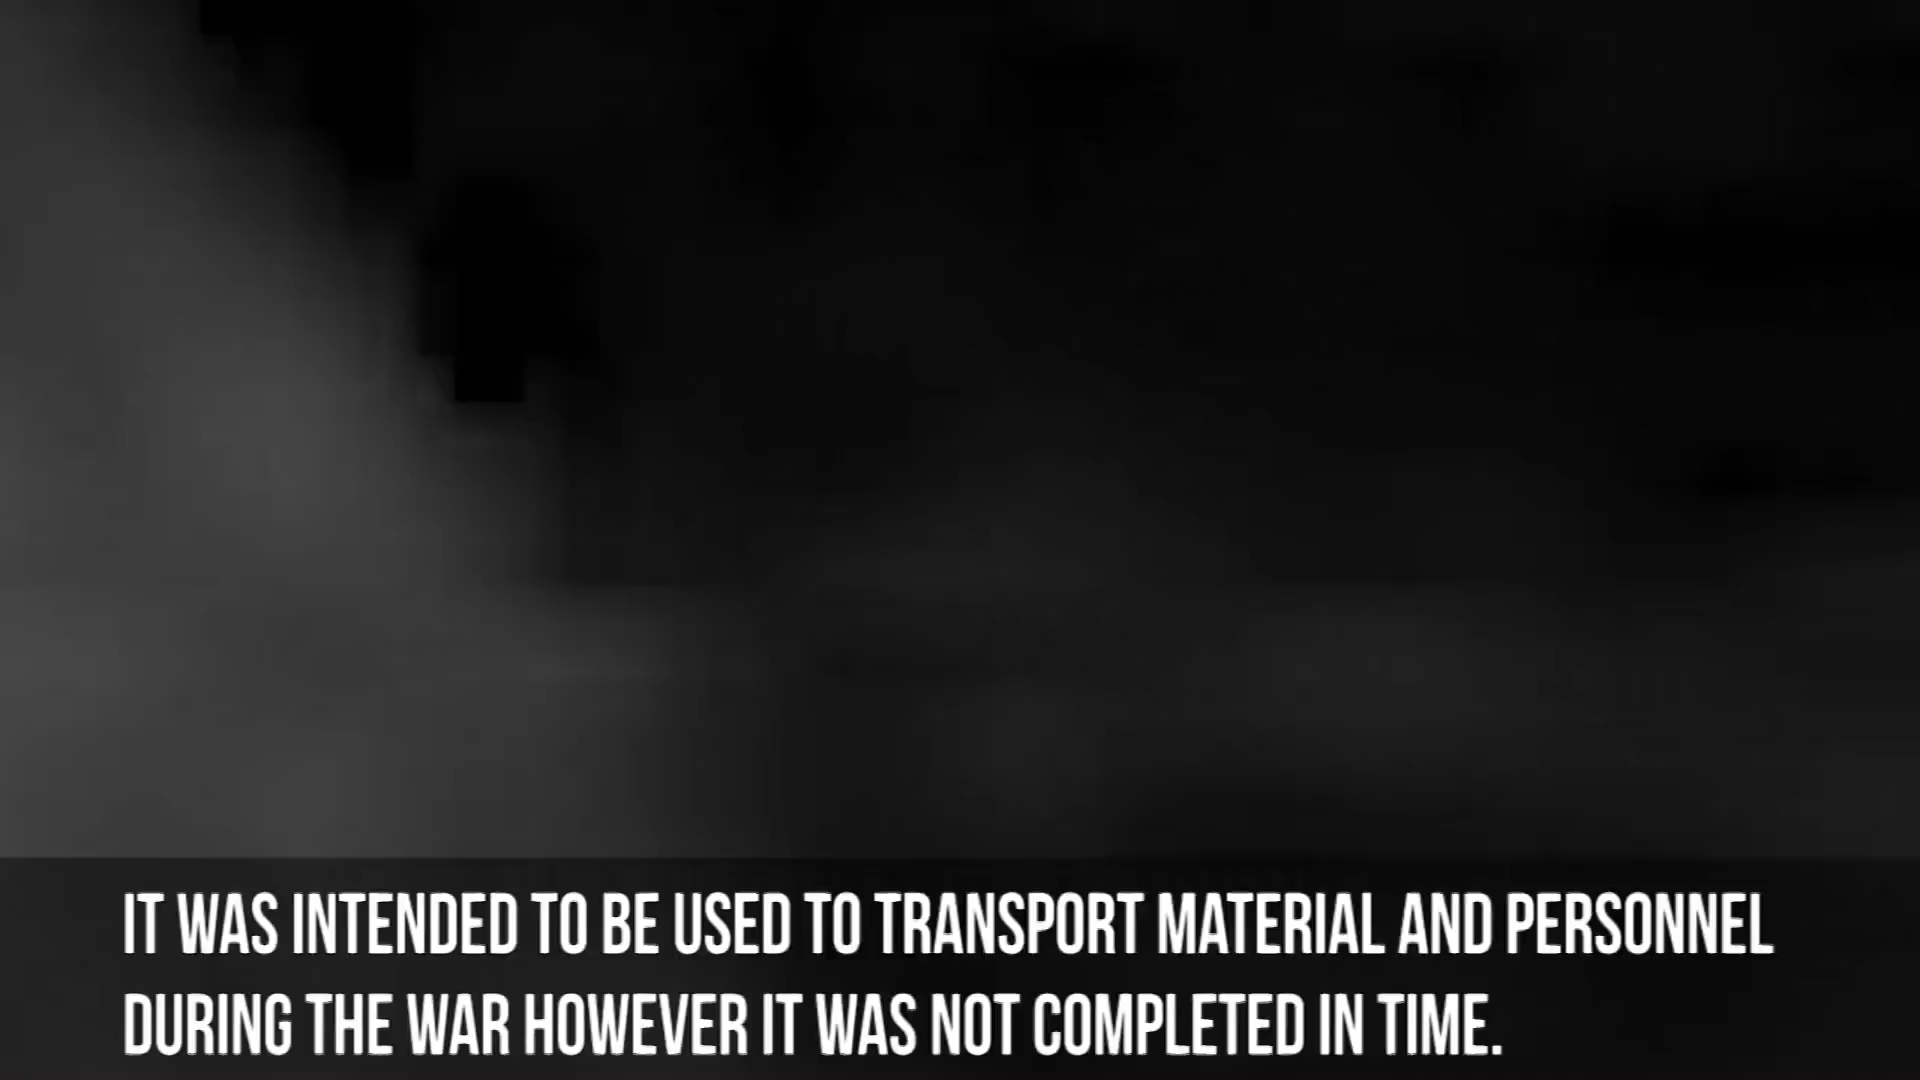 IT WAS INTENDED TO BE USED TO TRANSPORT MATERIAL AND PERSONNEL
DURING THE WAR HOWEVER IT WAS NOT COMPLETED IN TIME.